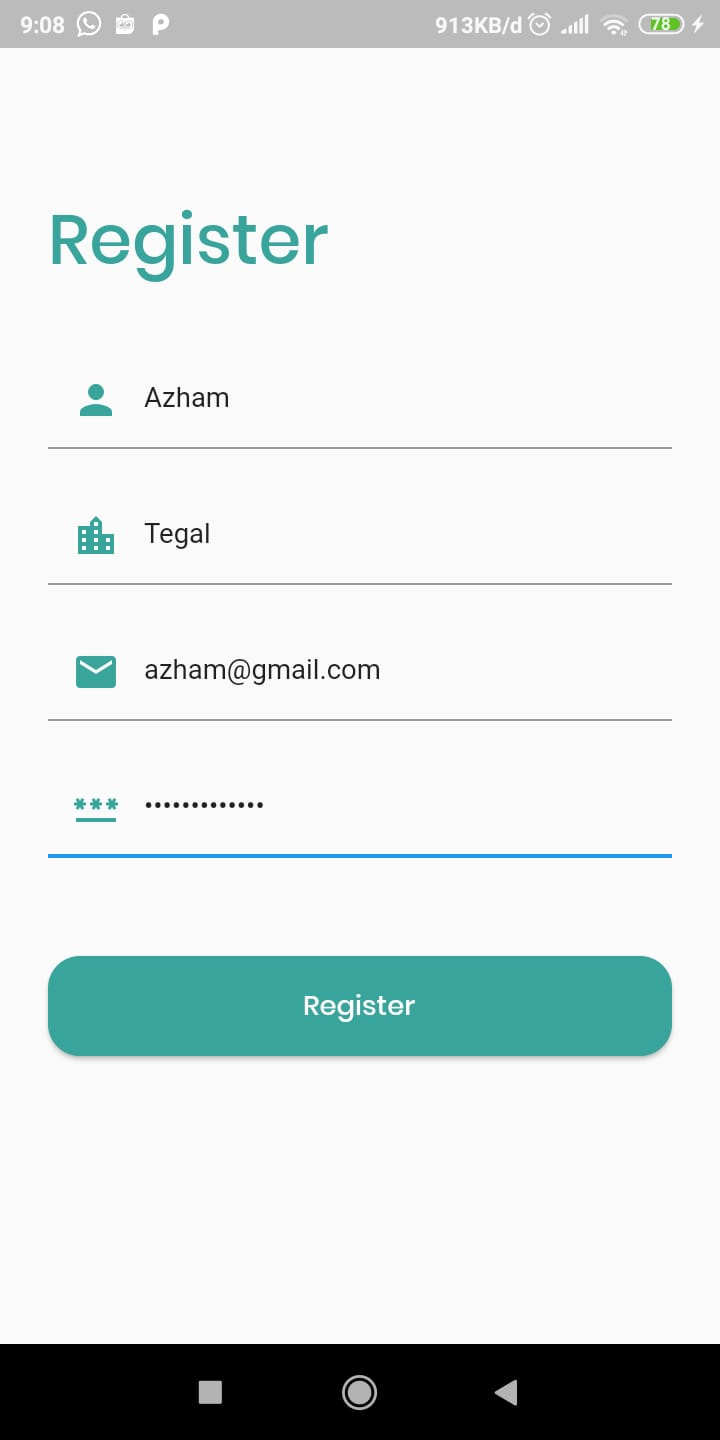 9:08 913KB/d 78
Register
Azham
Tegal
azham@gmail.com
*** •••••••••••••
Register